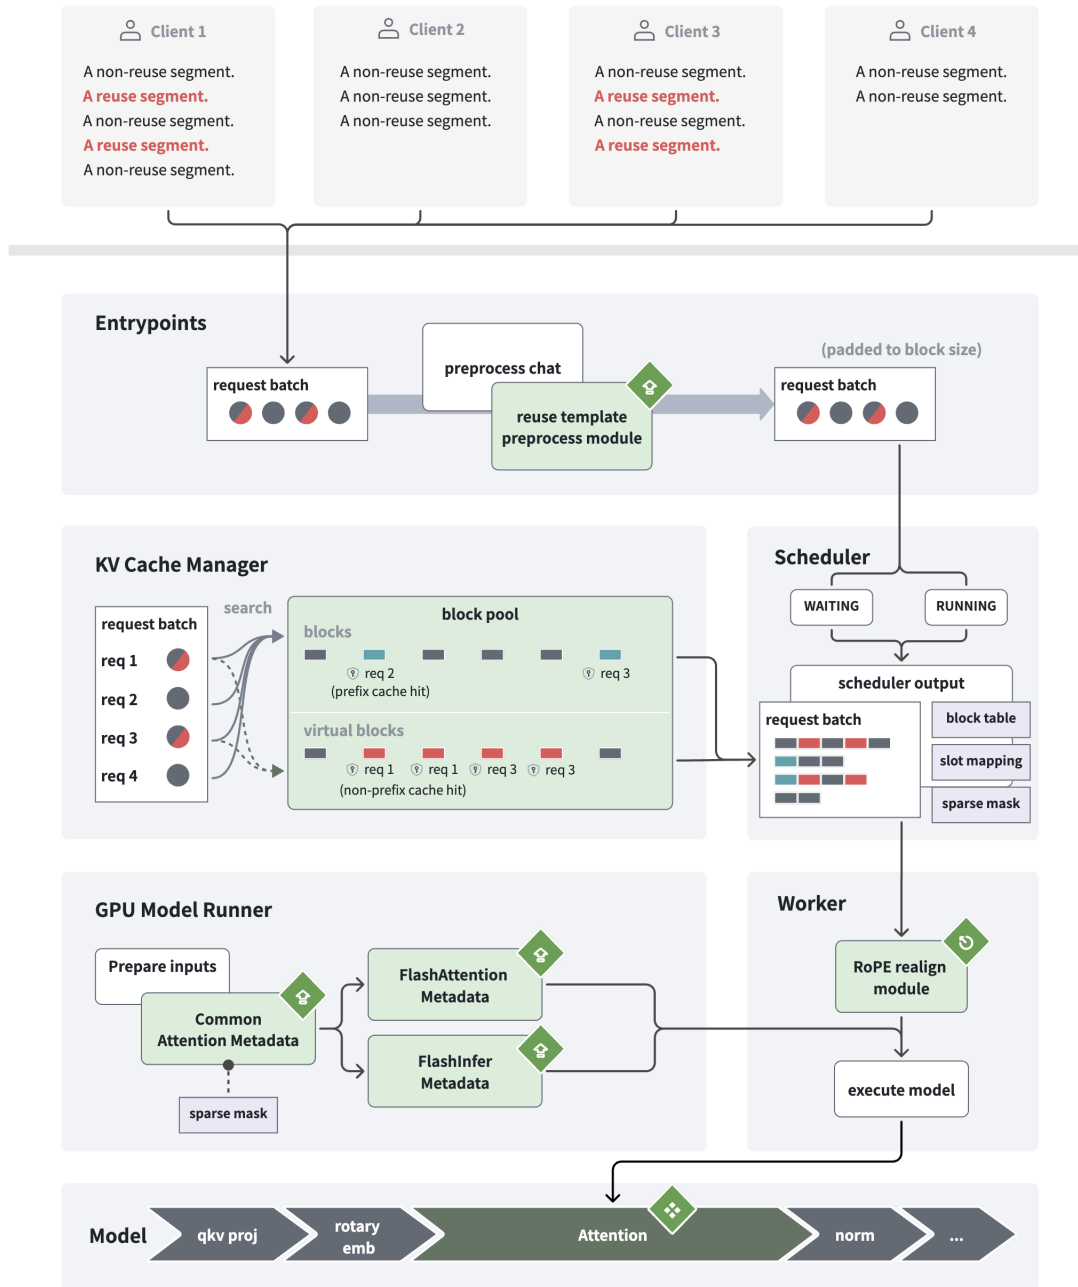 Client 1
A non-reuse segment.
A reuse segment.
A non-reuse segment.
A reuse segment.
A non-reuse segment.
Client 2
A non-reuse segment.
A non-reuse segment.
A non-reuse segment.
Client 3
A non-reuse segment.
A reuse segment.
A non-reuse segment.
A reuse segment.
Client 4
A non-reuse segment.
A non-reuse segment.
Entrypoints
request batch
preprocess chat
reuse template
preprocess module
(padded to block size)
request batch
KV Cache Manager
request batch
req 1
req 2
req 3
req 4
search
block pool
blocks
req 2
(prefix cache hit)
req 3
virtual blocks
req 1
req 1
req 3
req 3
(non-prefix cache hit)
Scheduler
WAITING
RUNNING
scheduler output
request batch
block table
slot mapping
sparse mask
GPU Model Runner
Prepare inputs
Common
Attention Metadata
sparse mask
FlashAttention
Metadata
FlashInfer
Metadata
Worker
RoPE realign
module
execute model
Model
qkv proj
rotary
emb
Attention
norm
...